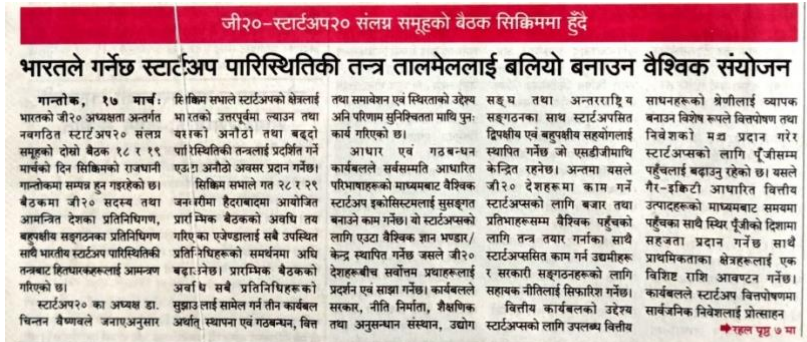 जी२०-स्टार्टअप२० संलग्न समूहको बैठक सिक्किममा हुँदै
भारतले गर्नेछ स्टार्टअप पारिस्थितिकी तन्त्र तालमेललाई बलियो बनाउन वैश्विक संयोजन
गान्तोक, १७ मार्च:
भारतको जी२० अध्यक्षता अन्तर्गत
नवगठित स्टार्टअप२० संलग्न
समूहको दोस्रो बैठक १८ र १९
मार्चको दिन सिक्किमको राजधानी
गान्तोकमा सम्पन्न हुन गइरहेको छ।
बैठकमा जी२० सदस्य तथा
आमन्त्रित देशका प्रतिनिधिगण,
बहुपक्षीय सङ्गठनका प्रतिनिधिगण
साथै भारतीय स्टार्टअप पारिस्थितिकी
तन्त्रबाट हितधारकहरूलाई आमन्त्रण
गरिएको छ।
स्टार्टअप२० का अध्यक्ष डा.
चिन्तन वैष्णवले जनाएअनुसार
सिक्किम सभाले स्टार्टअपको क्षेत्रलाई
भारतको उत्तरपूर्वमा ल्याउन तथा
यसको अनौठो तथा बढ्दो
पारिस्थितिकी तन्त्रलाई प्रदर्शित गर्ने
एउटा अनौठो अवसर प्रदान गर्नेछ।
सिक्किम सभाले गत २८ र २९
जनवरीमा हैदराबादमा आयोजित
प्रारम्भिक बैठकको अवधि तय
गरिएका एजेण्डालाई सबै उपस्थित
प्रतिनिधिहरूको समर्थनमा अघि
बढाउनेछ। प्रारम्भिक बैठकको
अवधि सबै प्रतिनिधिहरूको
सुझाउलाई सामेल गर्न तीन कार्यबल
अर्थात् स्थापना एवं गठबन्धन, वित्त
तथा समावेशन एवं स्थिरताको उद्देश्य
अनि परिणाम सुनिश्चितता माथि पुनः
कार्य गरिएको छ।
आधार एवं गठबन्धन
कार्यबलले सर्वसम्मति आधारित
परिभाषाहरूको माध्यमबाट वैश्विक
स्टार्टअप इकोसिस्टमलाई सुसङ्गत
बनाउने काम गर्नेछ। यो स्टार्टअप्सको
लागि एउटा वैश्विक ज्ञान भण्डार/
केन्द्र स्थापित गर्नेछ जसले जी२०
देशहरूबीच सर्वोत्तम प्रथाहरूलाई
प्रदर्शन एवं साझा गर्नेछ। कार्यबलले
सरकार, नीति निर्माता, शैक्षणिक
तथा अनुसन्धान संस्थान, उद्योग
सङ्घ तथा अन्तरराष्ट्रिय
सङ्गठनका साथ स्टार्टअपसित
द्विपक्षीय एवं बहुपक्षीय सहयोगलाई
स्थापित गर्नेछ जो एसडीजीमाथि
केन्द्रित रहनेछ। अन्तमा यसले
जी२० देशहरूमा काम गर्ने
स्टार्टअप्सको लागि बजार तथा
प्रतिभाहरूसम्म वैश्विक पहुँचको
लागि तन्त्र तयार गर्नाका साथै
स्टार्टअप्ससित काम गर्न उद्यमीहरू
र सरकारी सङ्गठनहरूको लागि
सहायक नीतिलाई सिफारिश गर्नेछ।
वित्तीय कार्यबलको उद्देश्य
स्टार्टअप्सको लागि उपलब्ध वित्तीय
साधनहरूको श्रेणीलाई व्यापक
बनाउन विशेष रूपले वित्तपोषण तथा
निवेशको मञ्च प्रदान गरेर
स्टार्टअप्सको लागि पूँजीसम्म
पहुँचलाई बढाउनु रहेको छ। यसले
गैर-इक्विटी आधारित वित्तीय
उत्पादहरूको माध्यमबाट समयमा
पहुँचका साथै स्थिर पूँजीको दिशामा
सहजता प्रदान गर्नेछ साथै
प्राथमिकताका क्षेत्रहरूलाई एक
विशिष्ट राशि आवण्टन गर्नेछ।
कार्यबलले स्टार्टअप वित्तपोषणमा
सार्वजनिक निवेशलाई प्रोत्साहन
रहल पृष्ठ ७ मा